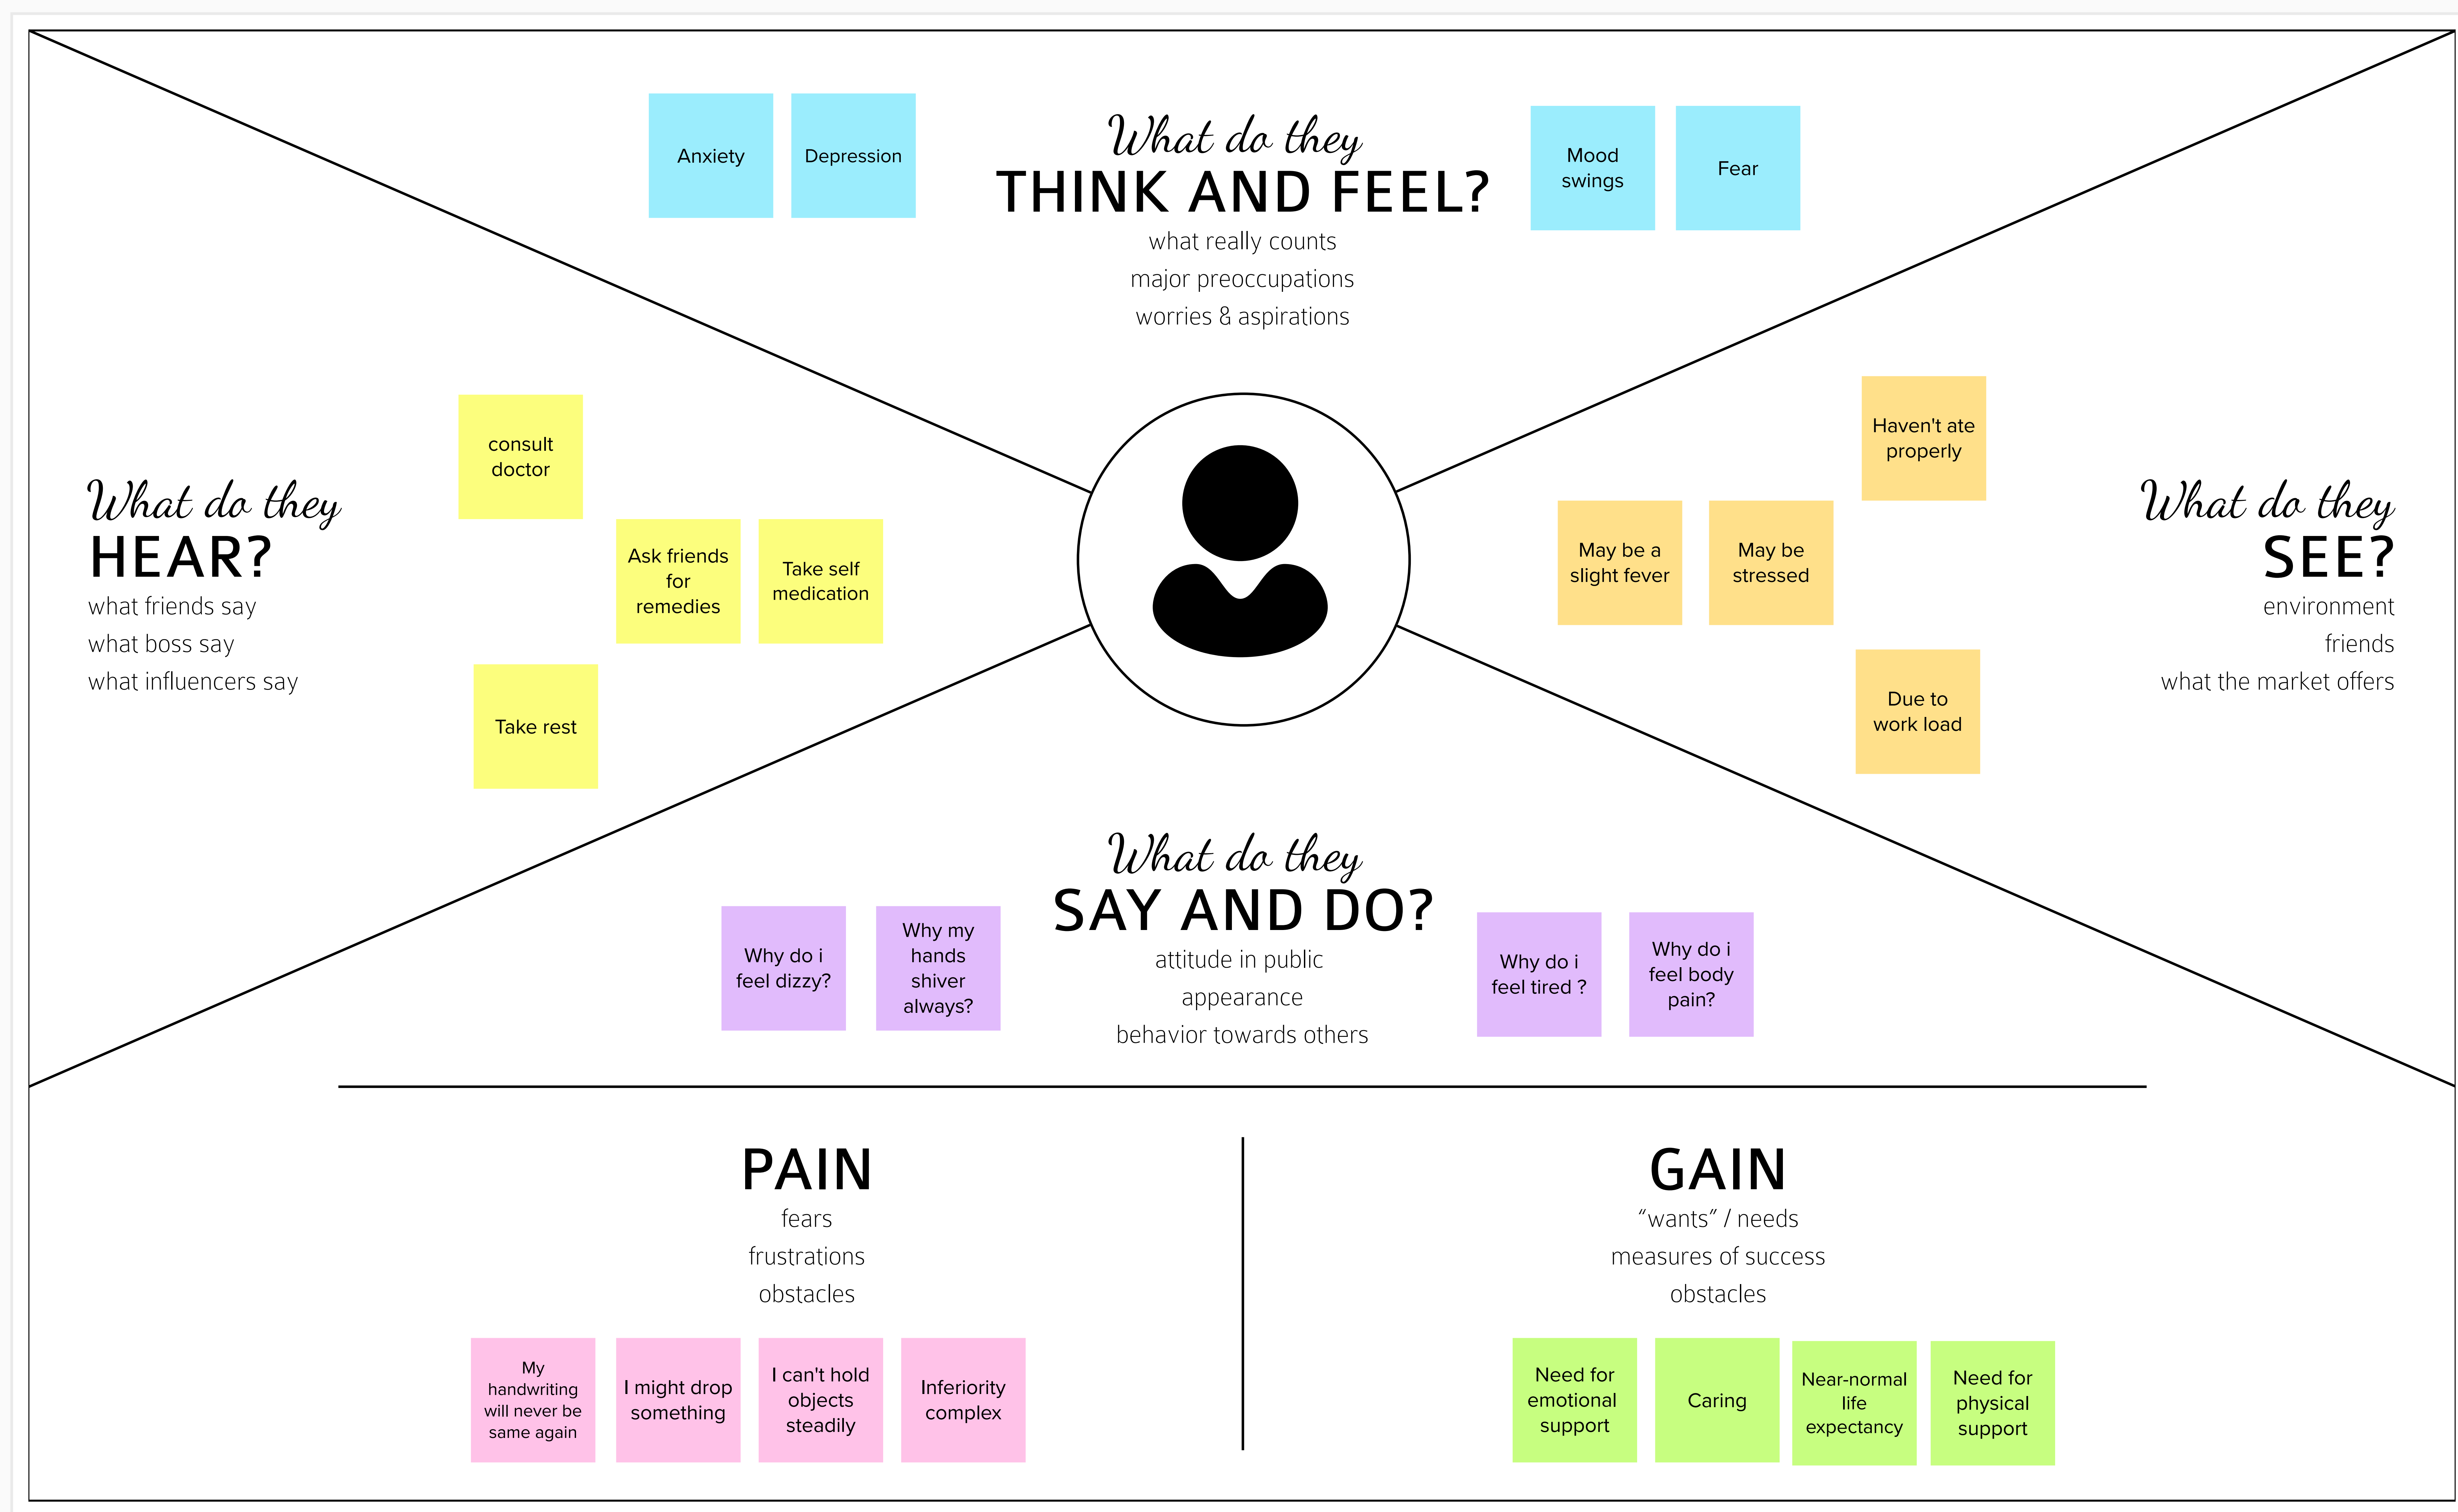 Anxiety
Depression
What do they
THINK AND FEEL?
what really counts
major preoccupations
worries & aspirations
Mood
swings
Fear
What do they
HEAR?
what friends say
what boss say
what influencers say
consult
doctor
Ask friends
for
remedies
Take self
medication
Take rest
Haven't ate
properly
May be a
slight fever
May be
stressed
Due to
work load
What do they
SEE?
environment
friends
what the market offers
What do they
SAY AND DO?
attitude in public
appearance
behavior towards others
Why do i
feel dizzy?
Why my
hands
shiver
always?
Why do i
feel tired ?
Why do i
feel body
pain?
PAIN
fears
frustrations
obstacles
My
handwriting
will never be
same again
I might drop
something
I can't hold
objects
steadily
Inferiority
complex
GAIN
“wants” / needs
measures of success
obstacles
Need for
emotional
support
Caring
Near-normal
life
expectancy
Need for
physical
support